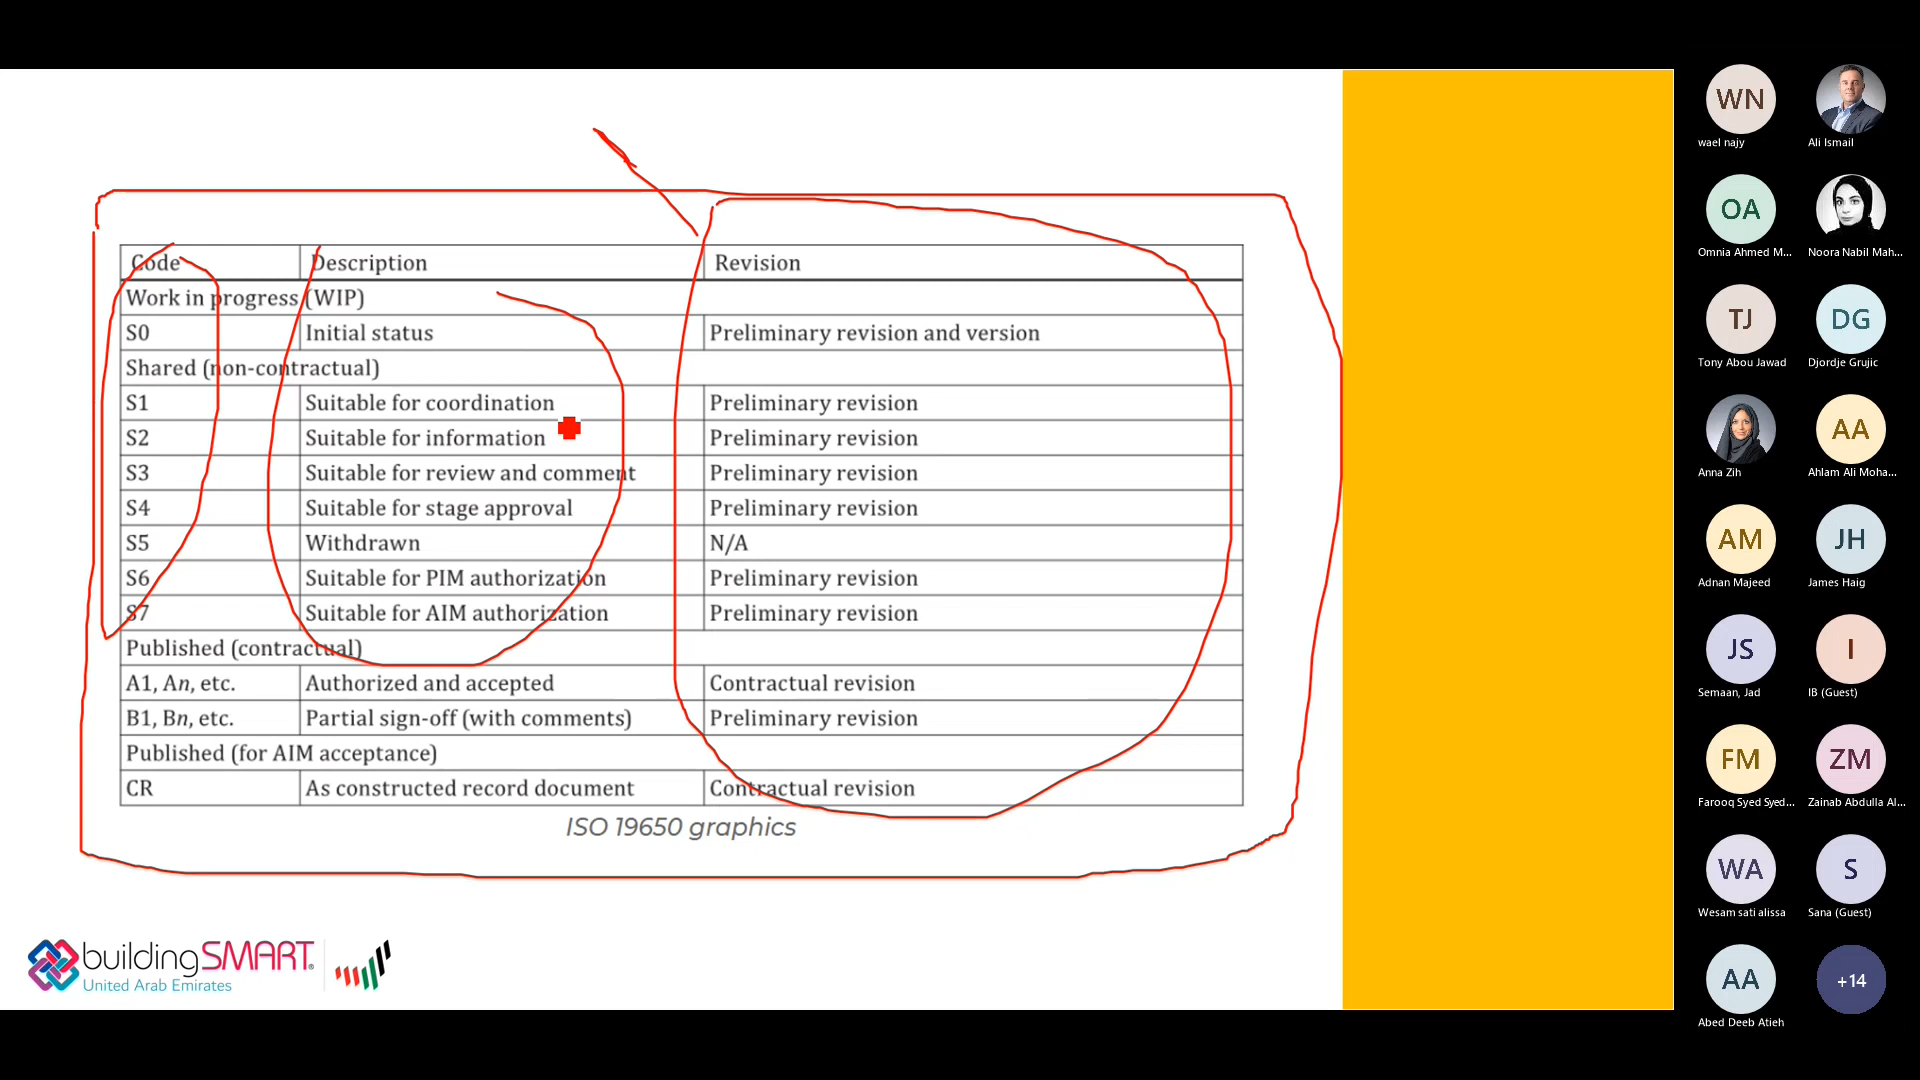 Code Description Revision
Work in progress (WIP)
S0 Initial status Preliminary revision and version
Shared (non-contractual)
S1 Suitable for coordination Preliminary revision
S2 Suitable for information Preliminary revision
S3 Suitable for review and comment Preliminary revision
S4 Suitable for stage approval Preliminary revision
S5 Withdrawn N/A
S6 Suitable for PIM authorization Preliminary revision
S7 Suitable for AIM authorization Preliminary revision
Published (contractual)
A1, An, etc. Authorized and accepted Contractual revision
B1, Bn, etc. Partial sign-off (with comments) Preliminary revision
Published (for AIM acceptance)
CR As constructed record document Contractual revision
ISO 19650 graphics
buildingSMART®
United Arab Emirates
WN
wael najy
Ali Ismail
OA
Omnia Ahmed M...
Noora Nabil Mah...
TJ
Tony Abou Jawad
DG
Djordje Grujic
Anna Zih
AA
Ahlam Ali Moha...
AM
Adnan Majeed
JH
James Haig
JS
Semaan, Jad
I
IB (Guest)
FM
Farooq Syed Syed...
ZM
Zainab Abdulla Al...
WA
Wesam sati alissa
S
Sana (Guest)
AA
Abed Deeb Atieh
+14